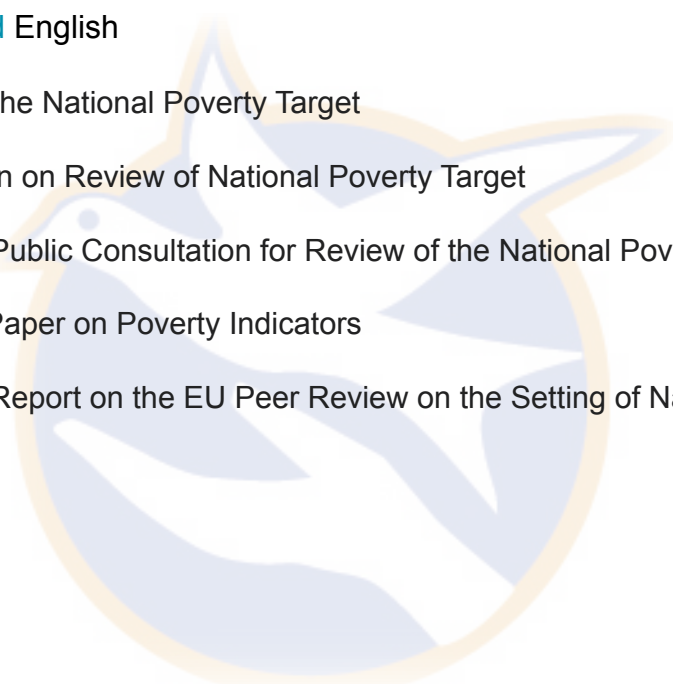 English
he National Poverty Target
n on Review of National Poverty Target
Public Consultation for Review of the National Pov
Paper on Poverty Indicators
Report on the EU Peer Review on the Setting of Na